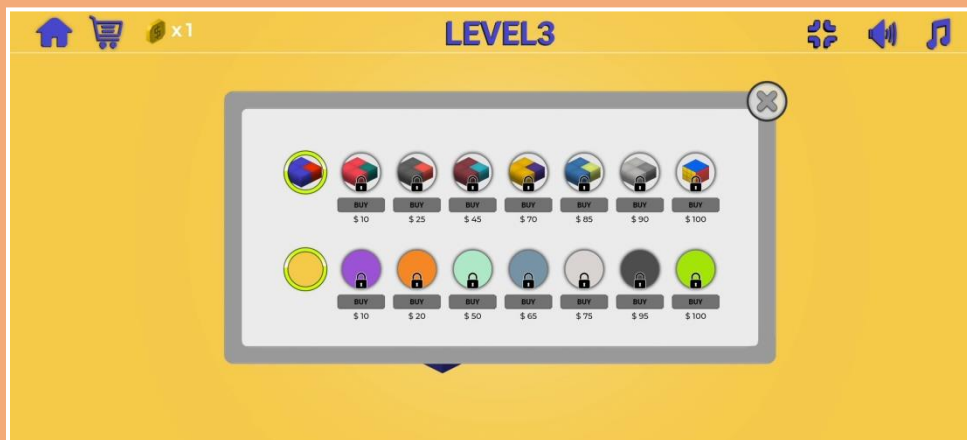 x1
LEVEL3
BUY BUY BUY BUY BUY BUY BUY
$ 10 $ 25 $ 45 $ 70 $ 85 $ 90 $ 100
BUY BUY BUY BUY BUY BUY BUY
$ 10 $ 20 $ 50 $ 65 $ 75 $ 95 $ 100